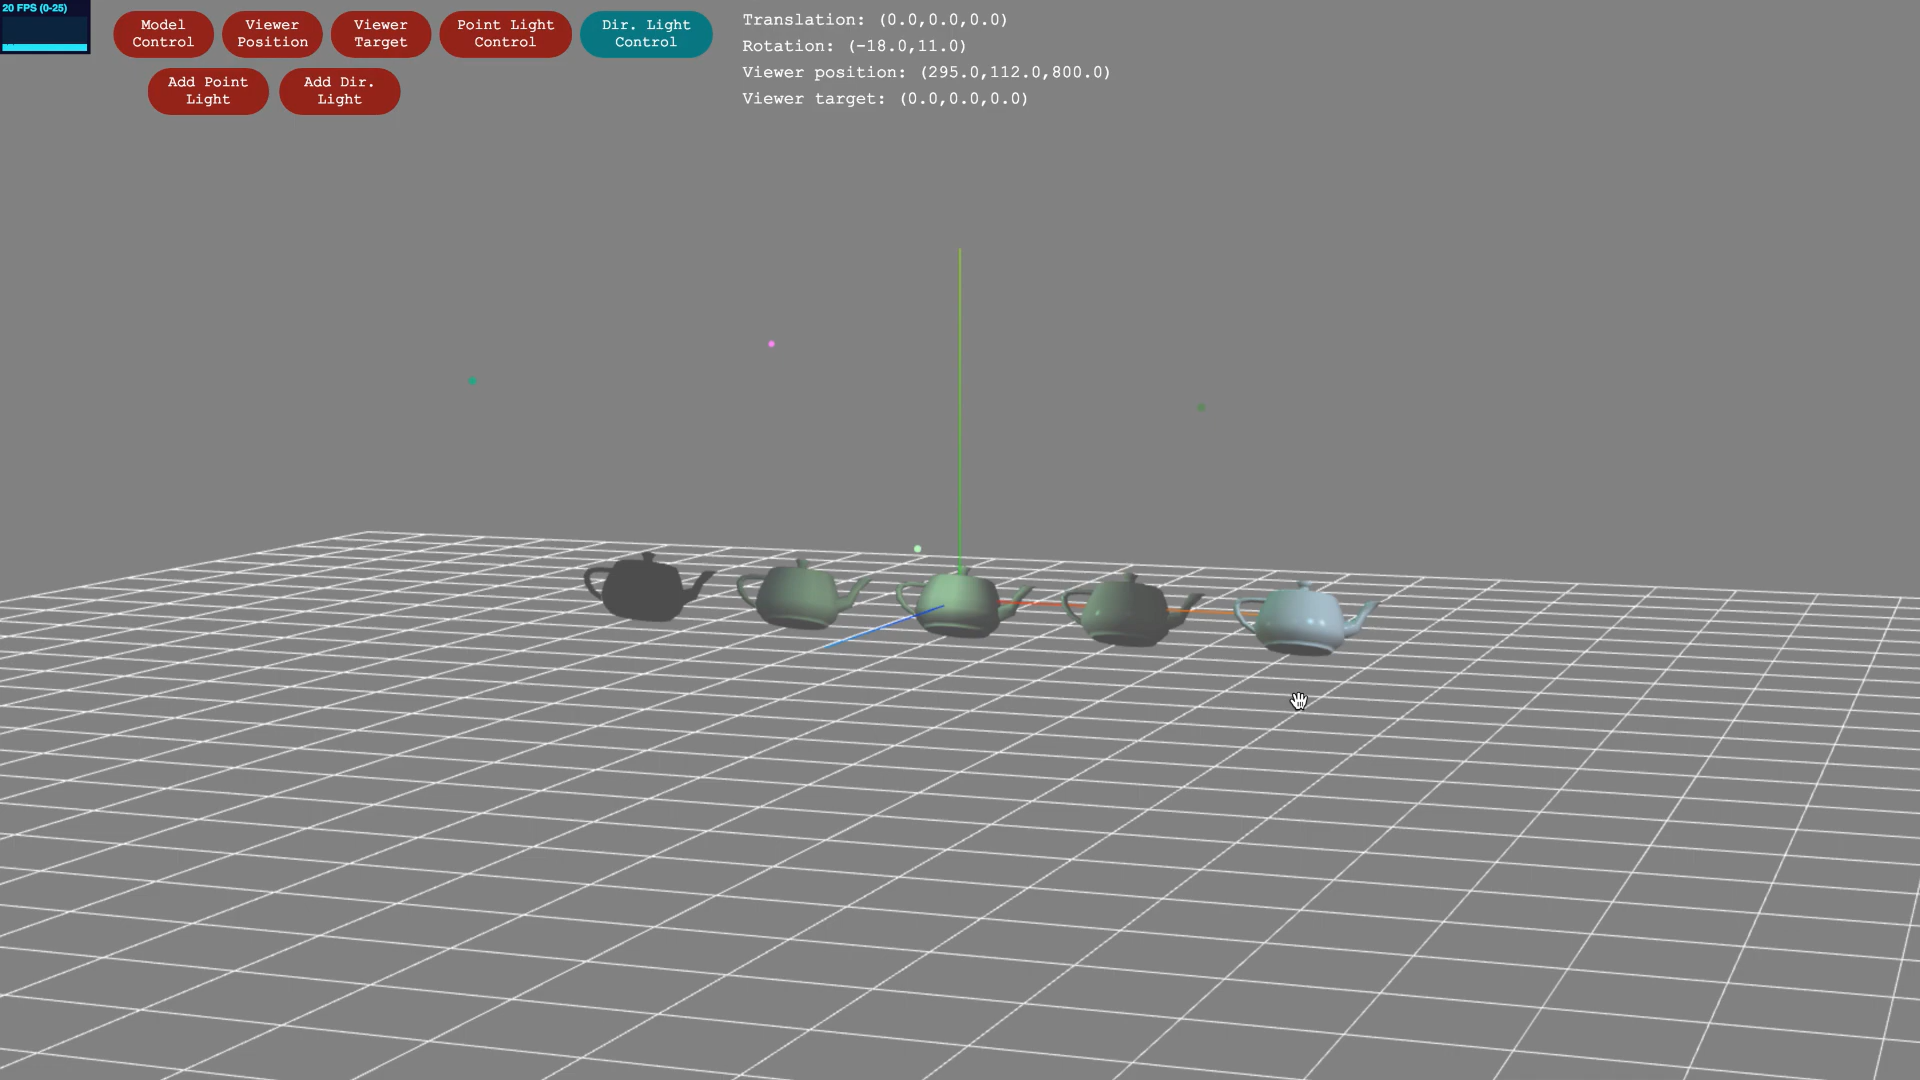 20 FPS (0-25)
Model
Control
Viewer
Position
Viewer
Target
Point Light
Control
Dir. Light
Control
Add Point
Light
Add Dir.
Light
Translation: (0.0,0.0,0.0)
Rotation: (-18.0,11.0)
Viewer position: (295.0,112.0,800.0)
Viewer target: (0.0,0.0,0.0)